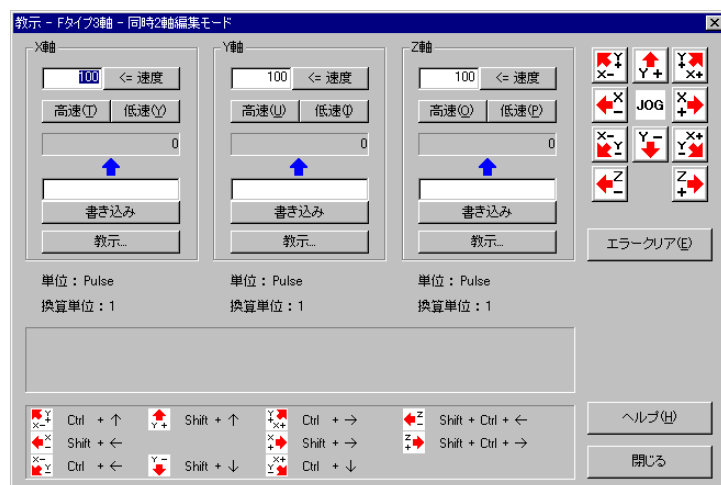 教示 - Fタイプ3軸 - 同時2軸編集モード
X軸 Y軸 Z軸
100 <= 速度 100 <= 速度 100 <= 速度
高速(T) 低速(Y) 高速(U) 低速(I) 高速(O) 低速(P)
0 0 0
書き込み 書き込み 書き込み
教示... 教示... 教示...
単位：Pulse 単位：Pulse 単位：Pulse
換算単位：1 換算単位：1 換算単位：1
Y+ X- Y+ Y+ X+
X- JOG X+
X- Y- Y- X+ Y-
Z- Z+
エラークリア(E)
Y+ X- Ctrl + ↑ Y+ Shift + ↑ Y+ X+ Ctrl + → Z- Shift + Ctrl + ←
X- Shift + ← X+ Shift + → Z+ Shift + Ctrl + →
X- Y- Ctrl + ← Y- Shift + ↓ X+ Y- Ctrl + ↓
ヘルプ(H)
閉じる